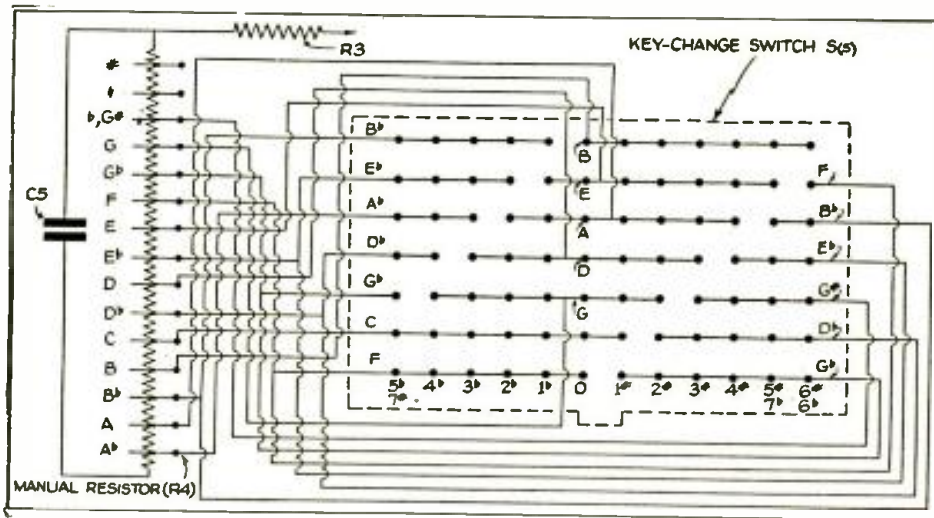 R3
KEY-CHANGE SWITCH S(5)
C5
#
♮
♭, G#
G
G♭
F
E
E♭
D
D♭
C
B
B♭
A
A♭
MANUAL RESISTOR (R4)
B♭
E♭
A♭
D♭
G♭
C
F
B
E
A
D
G
F
B♭
E♭
G#
D♭
G♭
5♭ 4♭ 3♭ 2♭ 1♭ 0 1# 2# 3# 4# 5# 6#
7# 7♭ 6♭